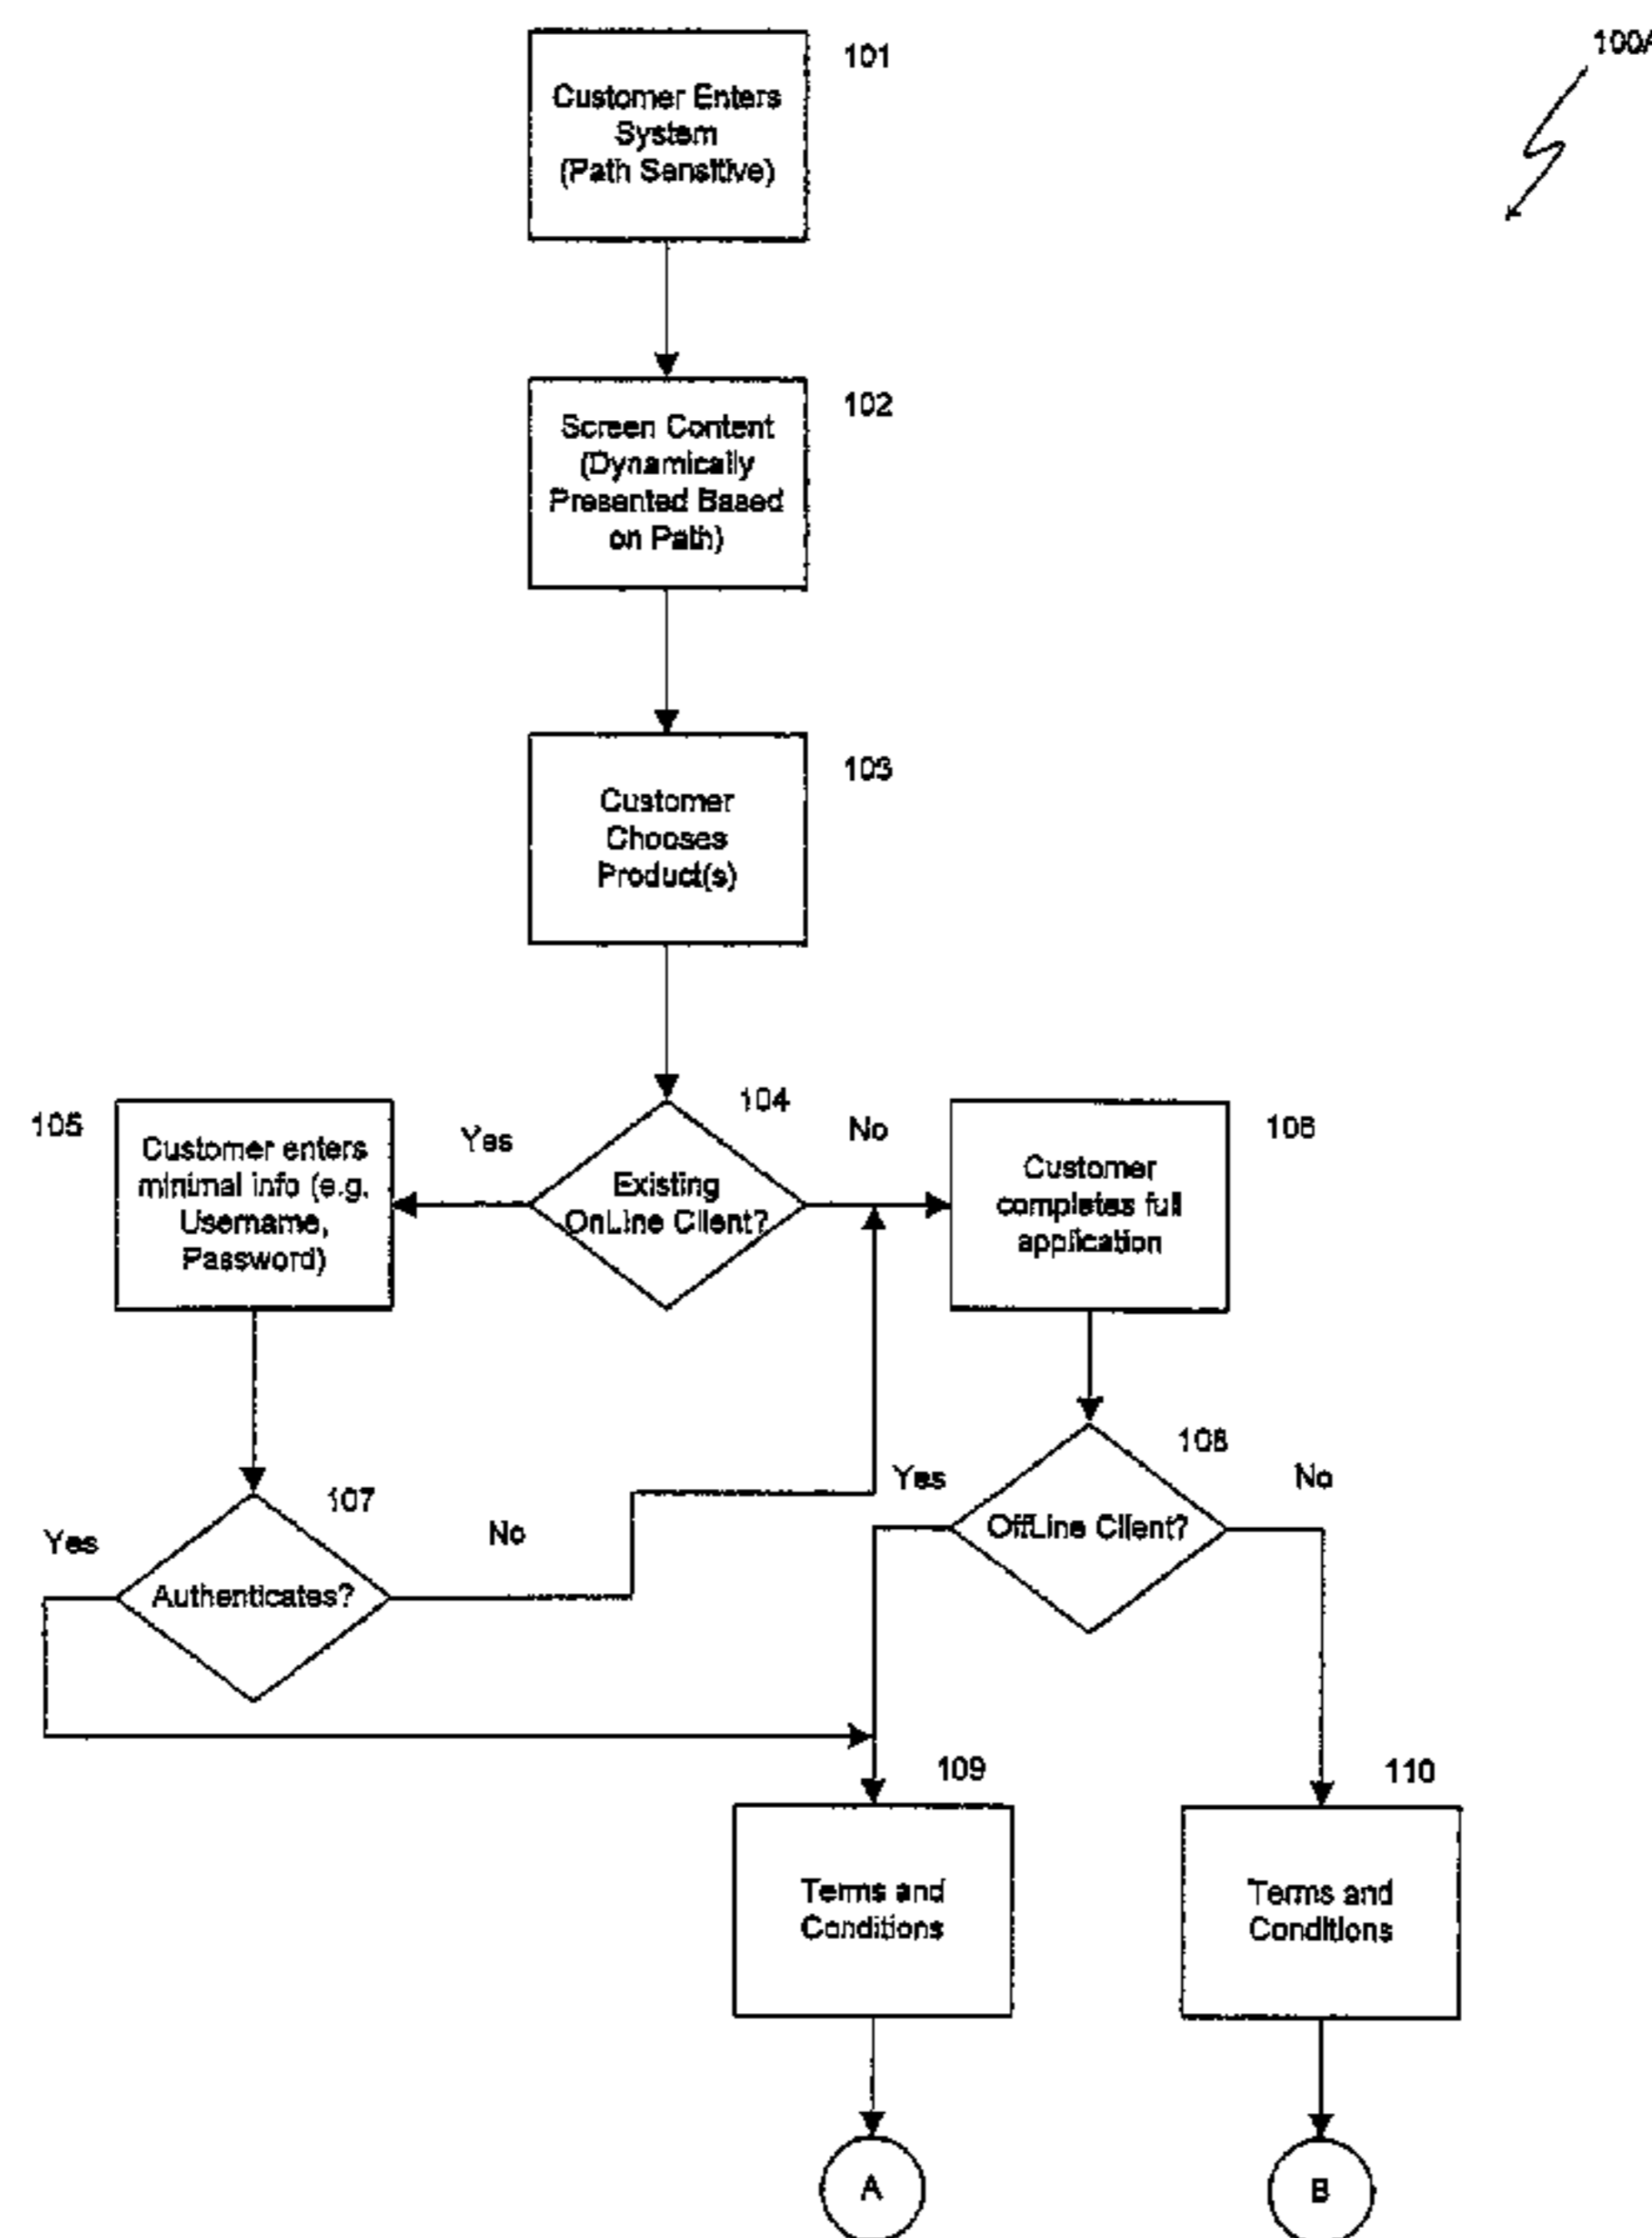 100A
101
Customer Enters
System
(Path Sensitive)
102
Screen Content
(Dynamically
Presented Based
on Path)
103
Customer
Chooses
Product(s)
104
105
Customer enters
minimal info (e.g.
Username,
Password)
Yes
Existing
OnLine Client?
No
106
Customer
completes full
application
107
Yes
Authenticates?
No
108
Yes
OffLine Client?
No
109
Terms and
Conditions
110
Terms and
Conditions
A
B